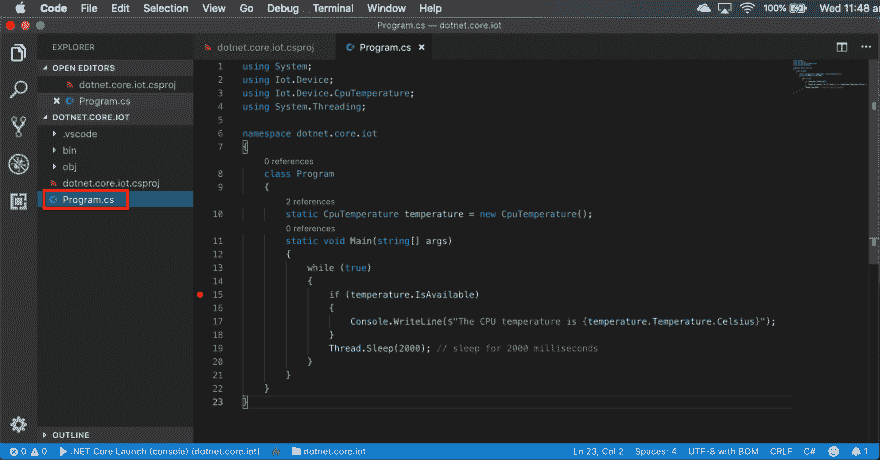 Code File Edit Selection View Go Debug Terminal Window Help 100% Wed 11:48
Program.cs — dotnet.core.iot
EXPLORER
OPEN EDITORS
dotnet.core.iot.csproj
Program.cs
DOTNET.CORE.IOT
.vscode
bin
obj
dotnet.core.iot.csproj
Program.cs
OUTLINE
dotnet.core.iot.csproj Program.cs
1 using System;
2 using Iot.Device;
3 using Iot.Device.CpuTemperature;
4 using System.Threading;
5
6 namespace dotnet.core.iot
7 {
0 references
8 class Program
9 {
2 references
10 static CpuTemperature temperature = new CpuTemperature();
0 references
11 static void Main(string[] args)
12 {
13 while (true)
14 {
15 if (temperature.IsAvailable)
16 {
17 Console.WriteLine($"The CPU temperature is {temperature.Temperature.Celsius}");
18 }
19 Thread.Sleep(2000); // sleep for 2000 milliseconds
20 }
21 }
22 }
23 }
0 0 .NET Core Launch (console) (dotnet.core.iot) dotnet.core.iot Ln 23, Col 2 Spaces: 4 UTF-8 with BOM CRLF C# 1